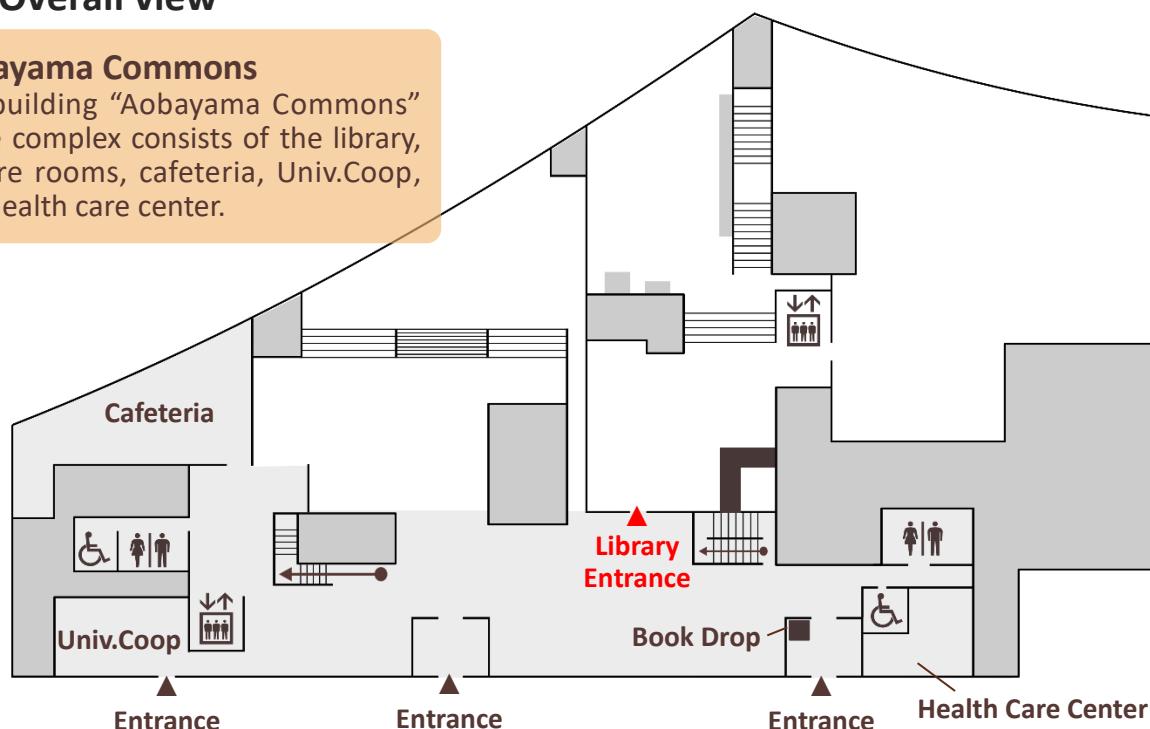 Overall view
ayama Commons
building “Aobayama Commons”
complex consists of the library,
re rooms, cafeteria, Univ.Coop,
ealth care center.
Cafeteria
Library
Entrance
Univ.Coop
Book Drop
Health Care Center
Entrance
Entrance
Entrance